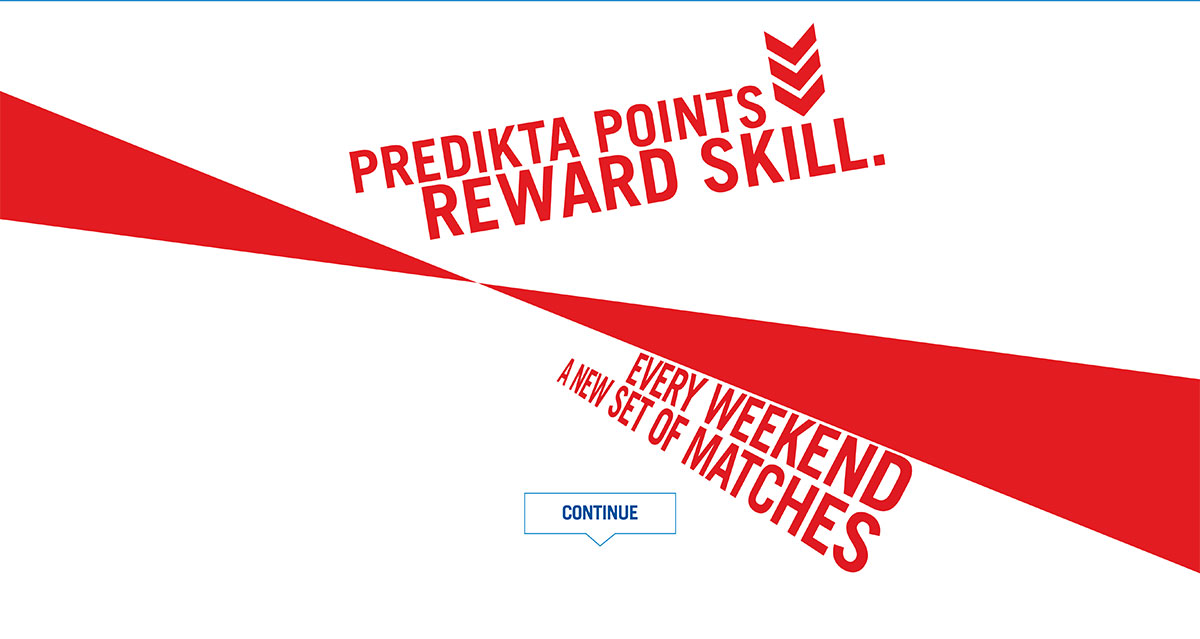 PREDIKTA POINTS
REWARD SKILL.
EVERY WEEKEND
A NEW SET OF MATCHES
CONTINUE